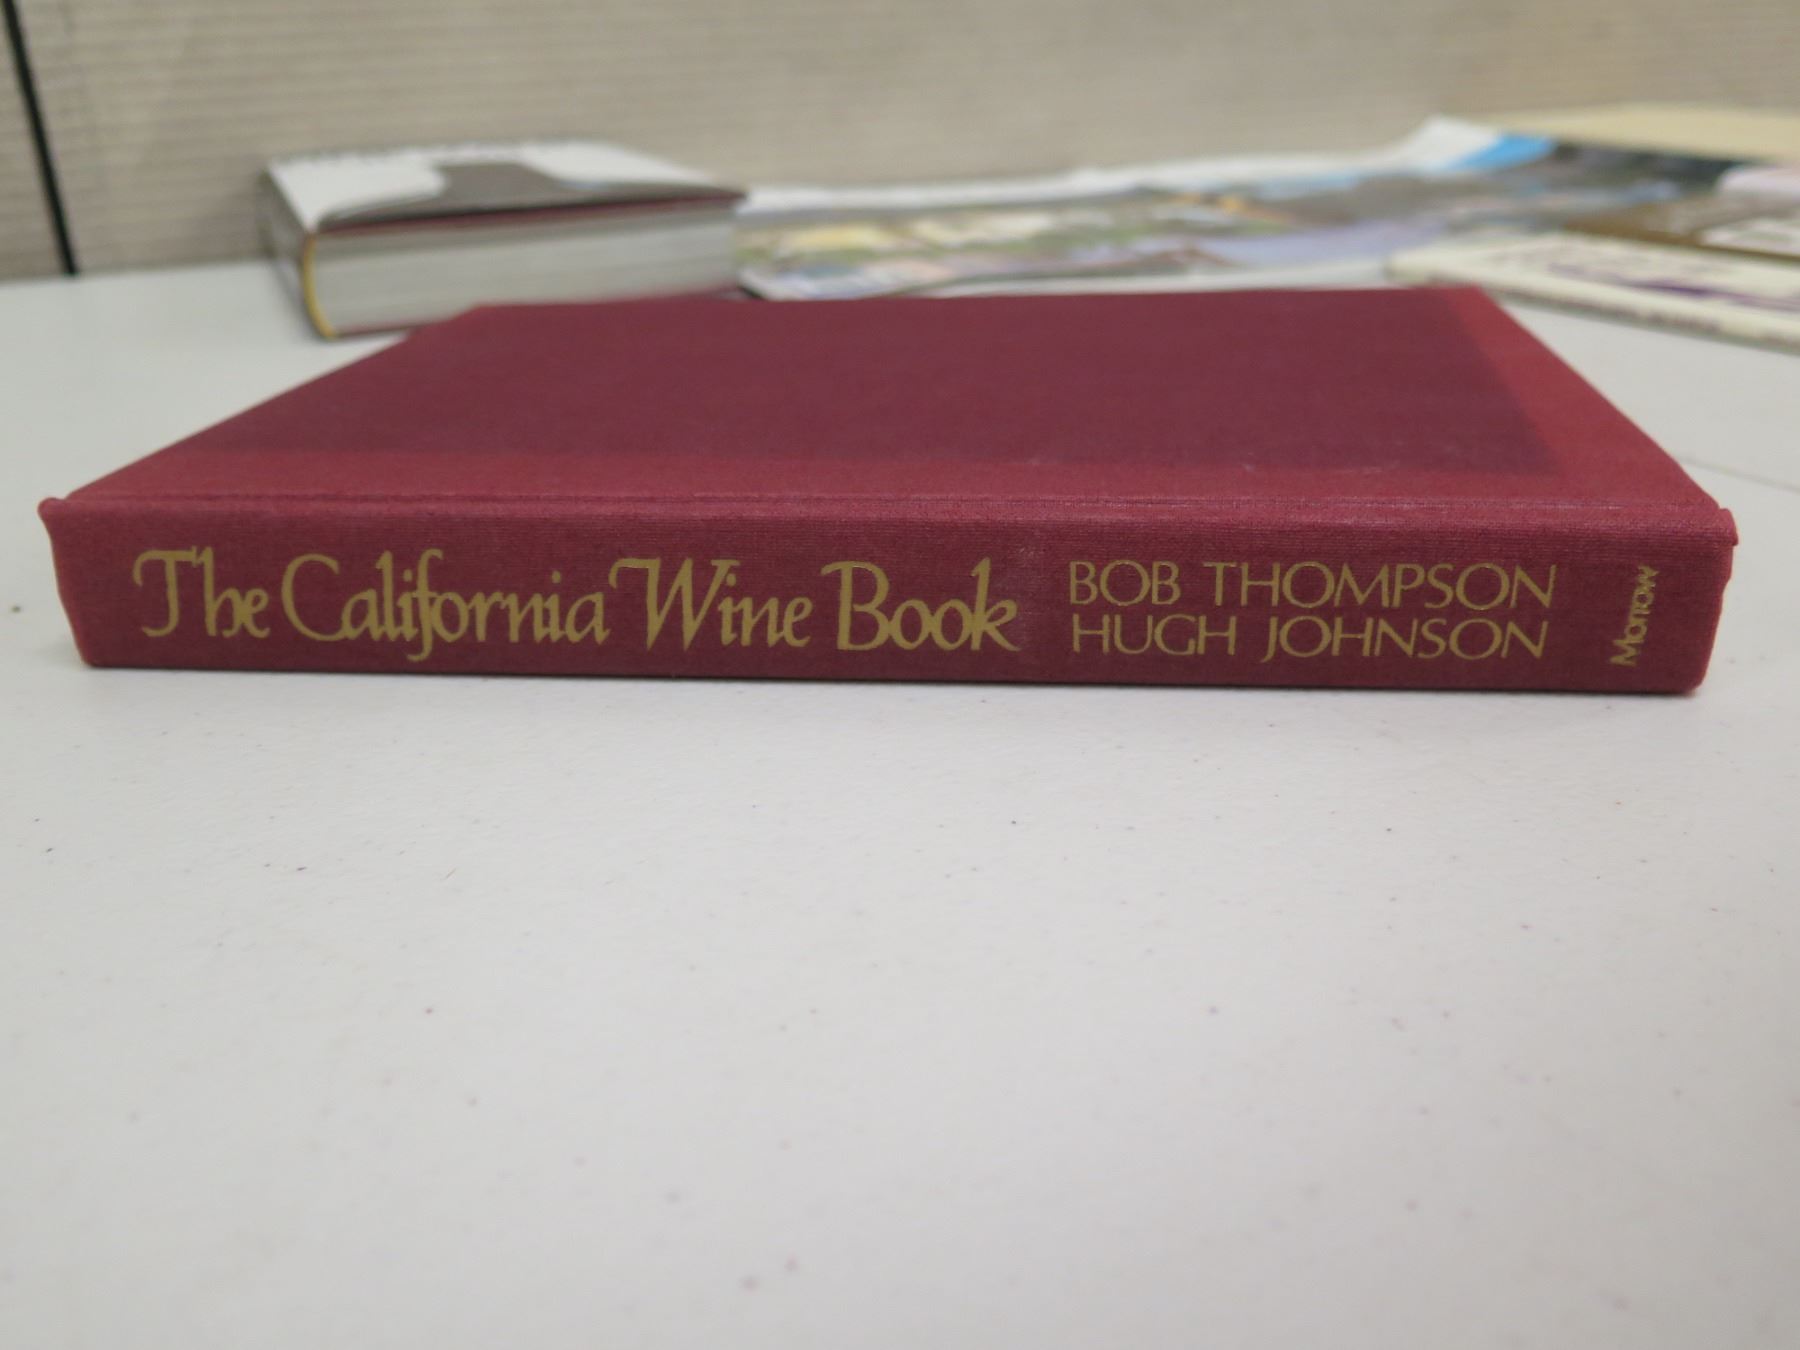 The California Wine Book
BOB THOMPSON
HUGH JOHNSON
Morrow